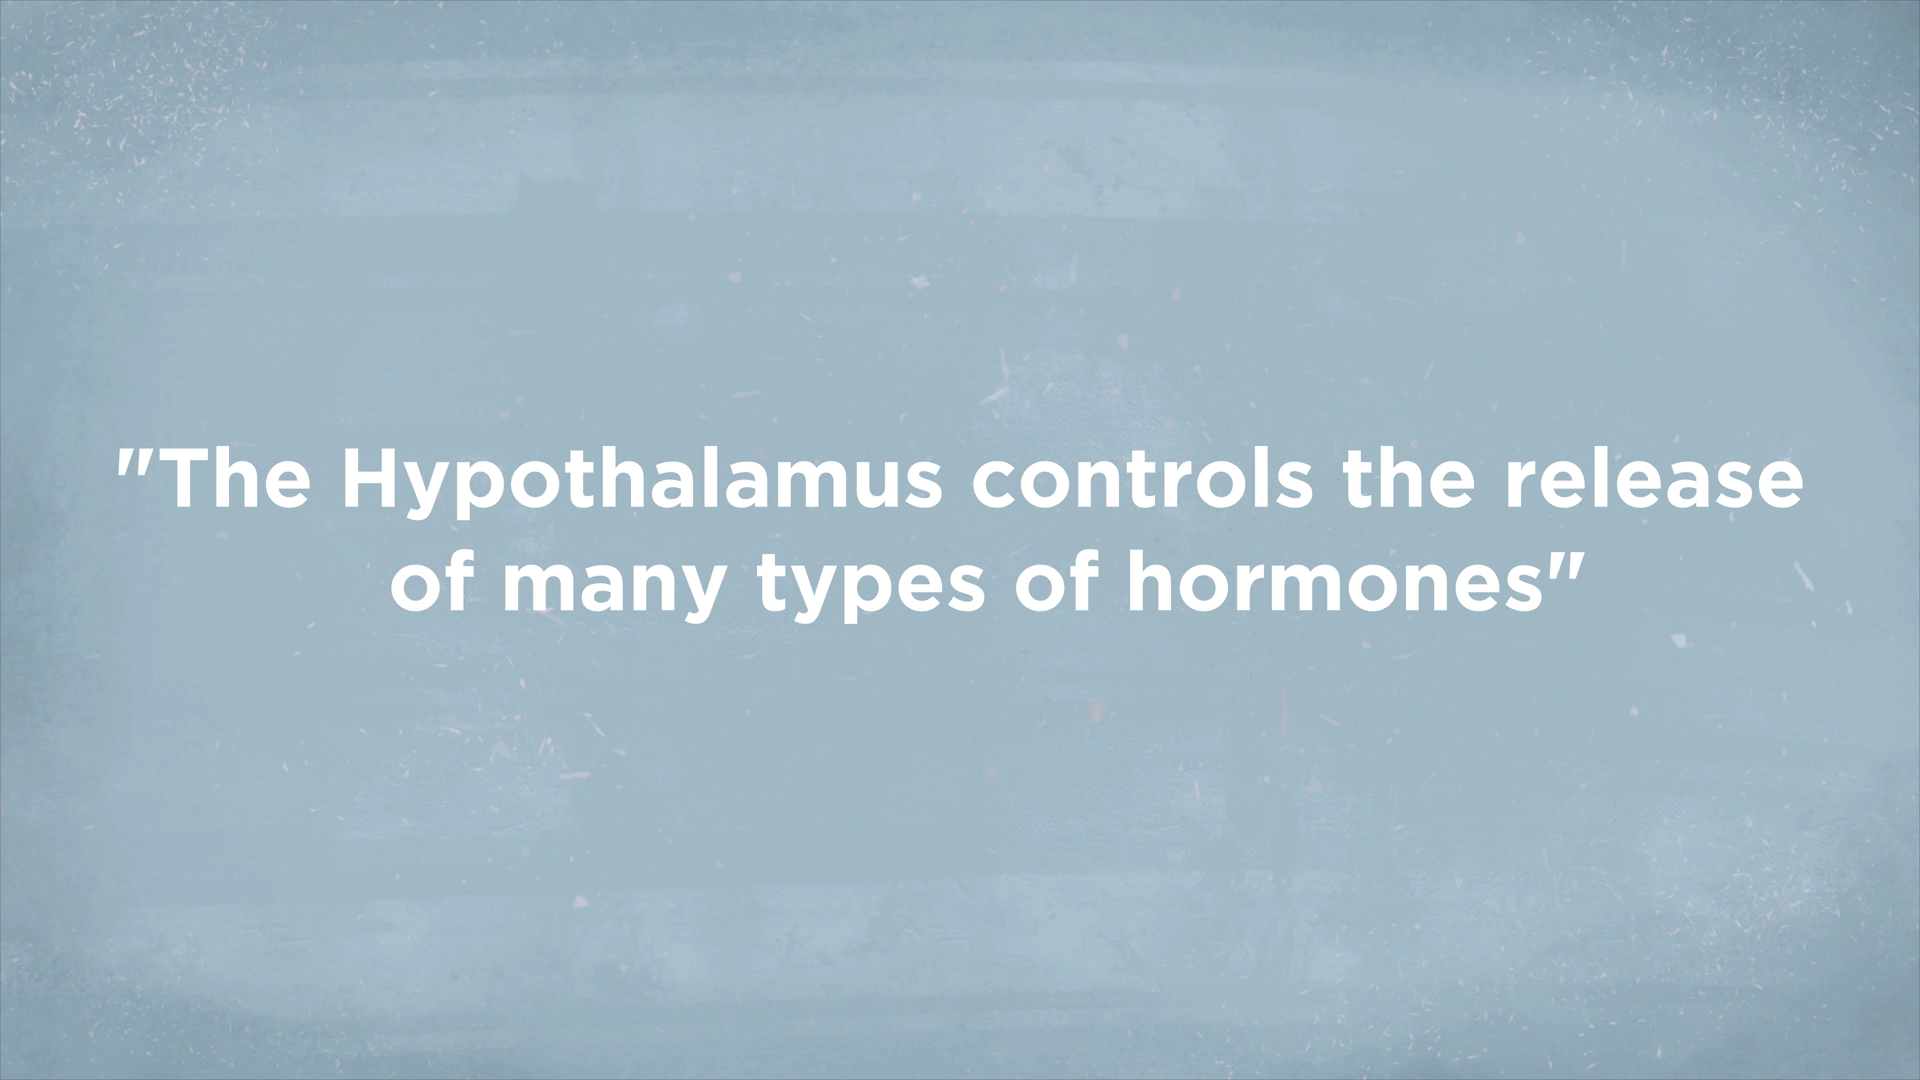 "The Hypothalamus controls the release
of many types of hormones"